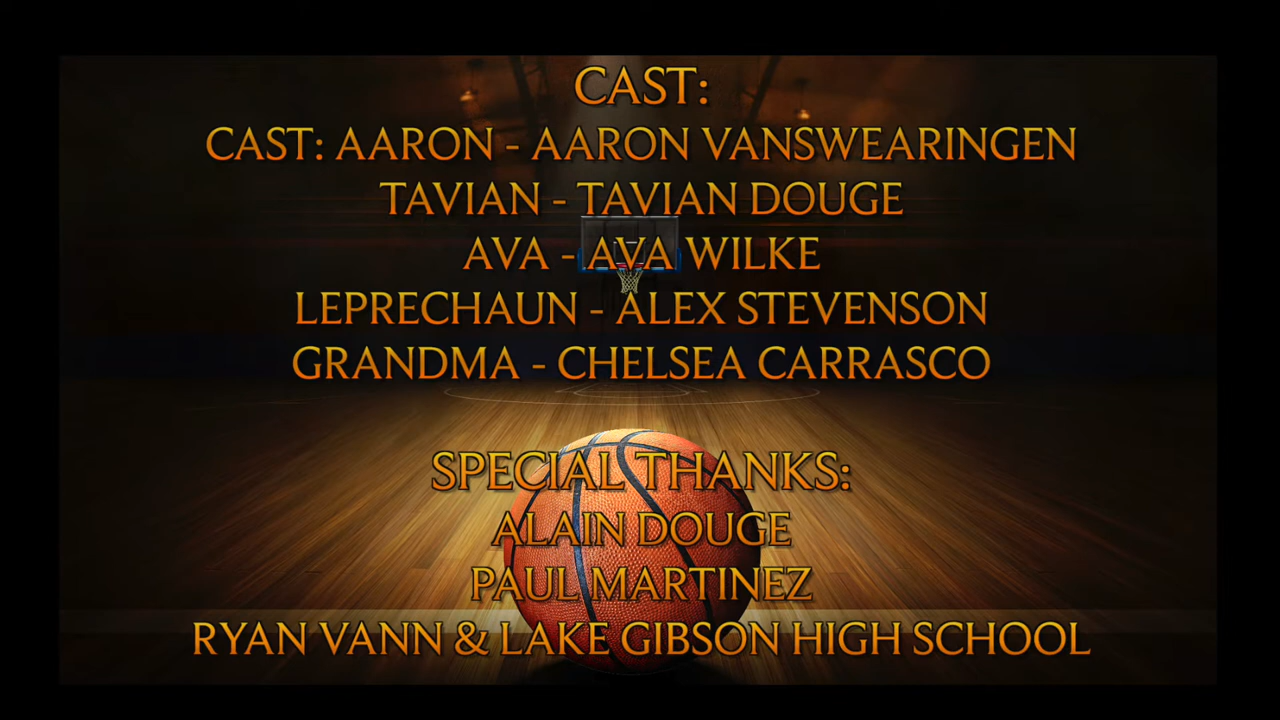 CAST:
CAST: AARON - AARON VANSWEARINGEN
TAVIAN - TAVIAN DOUGE
AVA - AVA WILKE
LEPRECHAUN - ALEX STEVENSON
GRANDMA - CHELSEA CARRASCO
SPECIAL THANKS:
ALAIN DOUGE
PAUL MARTINEZ
RYAN VANN & LAKE GIBSON HIGH SCHOOL